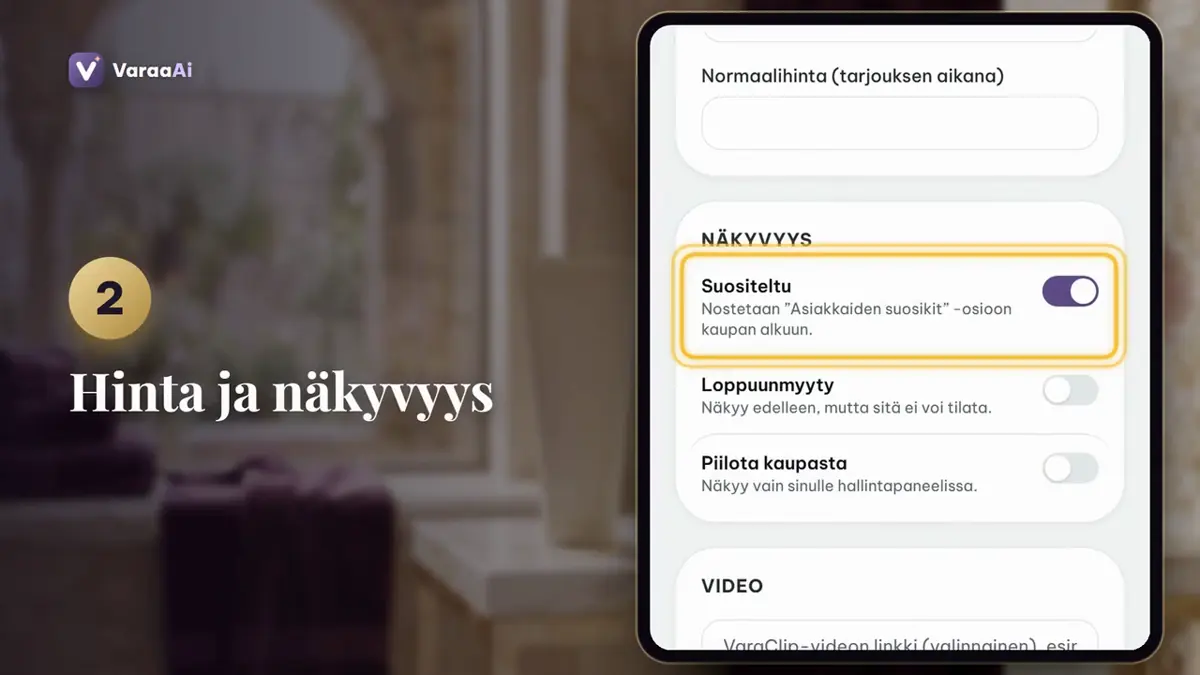 VaraaAi
2
Hinta ja näkyvyys
Normaalihinta (tarjouksen aikana)
NÄKYVYYS
Suositeltu
Nostetaan ”Asiakkaiden suosikit” -osioon
kaupan alkuun.
Loppuunmyyty
Näkyy edelleen, mutta sitä ei voi tilata.
Piilota kaupasta
Näkyy vain sinulle hallintapaneelissa.
VIDEO
VaraClip-videon linkki (valinnainen), esir